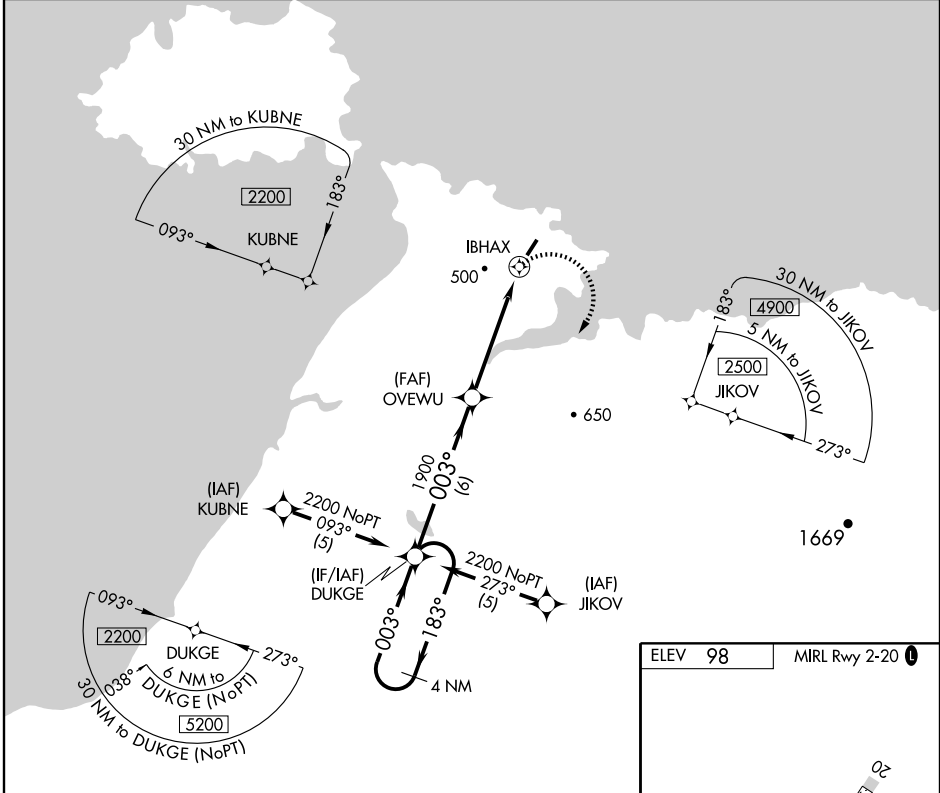 30 NM to KUBNE
2200
183°
093°
KUBNE
IBHAX
500
30 NM to JIKOV
4900
183°
5 NM to JIKOV
2500
JIKOV
273°
(FAF)
OVEWU
650
1900
003°
(6)
(IAF)
KUBNE
2200 NoPT
093°
(5)
1669
(IF/IAF)
DUKGE
2200 NoPT
273°
(5)
(IAF)
JIKOV
003°
183°
4 NM
093°
2200
DUKGE
273°
038°
6 NM to
DUKGE (NoPT)
5200
30 NM to DUKGE (NoPT)
ELEV 98
MIRL Rwy 2-20 L
20